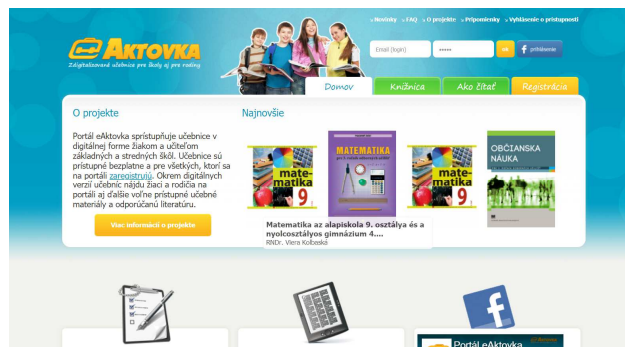 » Novinky » FAQ » O projekte » Pripomienky » Vyhlásenie o prístupnosti
AKTOVKA
Zdigitalizované učebnice pre školy aj pre rodiny
Email (login)
ok
f prihlásenie
Domov
Knižnica
Ako čítať
Registrácia
O projekte
Portál eAktovka sprístupňuje učebnice v
digitálnej forme žiakom a učiteľom
základných a stredných škôl. Učebnice sú
prístupné bezplatne a pre všetkých, ktorí sa
na portáli zaregistrujú. Okrem digitálnych
verzií učebníc nájdu žiaci a rodičia na
portáli aj ďalšie voľne prístupné učebné
materiály a odporúčanú literatúru.
Viac informácií o projekte
Najnovšie
mate-
matika
9
MATEMATIKA
mate-
matika
9
OBČIANSKA
NÁUKA
Matematika az alapiskola 9. osztálya és a
nyolcosztályos gimnázium 4....
RNDr. Viera Kolbaská
f
Portál eAktovka